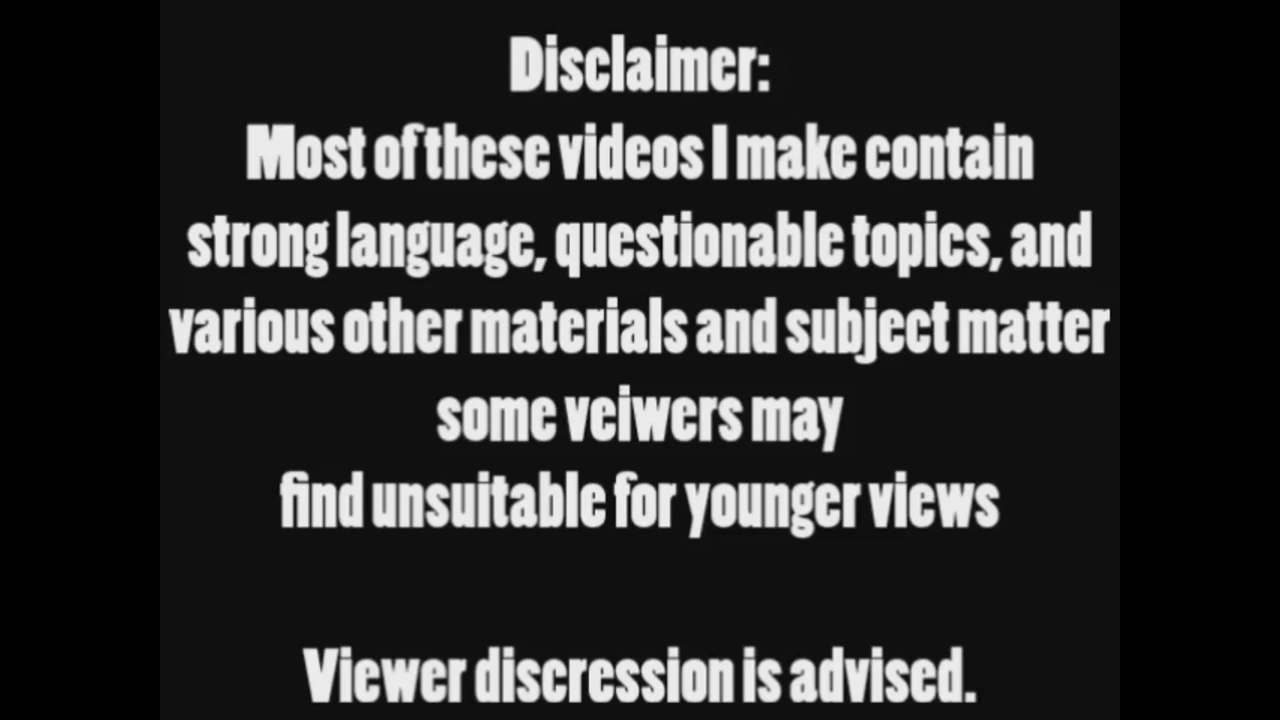 Disclaimer:
Most of these videos I make contain
strong language, questionable topics, and
various other materials and subject matter
some veiwers may
find unsuitable for younger views
Viewer discression is advised.